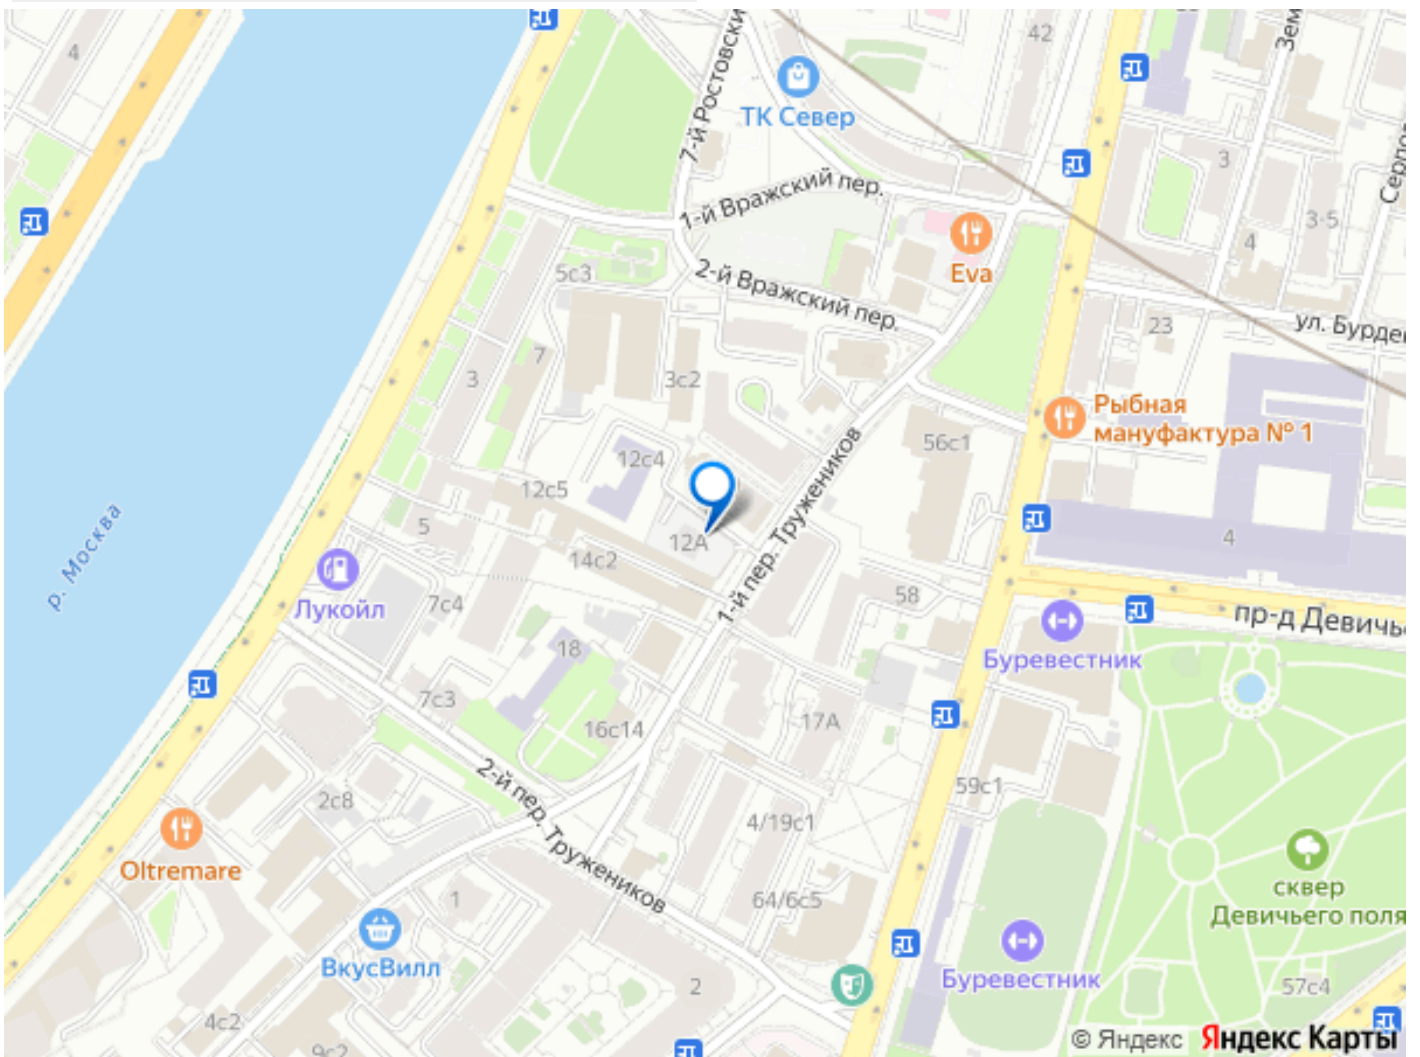 4
42
Зем
7-й Ростовский
ТК Север
1-й Вражский пер.
3
3-5
4
Eva
5с3
2-й Вражский пер.
23
ул. Бурде
7
3
3с2
Рыбная
мануфактура № 1
56с1
12с4
12с5
1-й пер. Тружеников
5
12А
4
14с2
р. Москва
Лукойл
7с4
58
пр-д Девичь
Буревестник
18
7с3
16с14
17А
2-й пер. Тружеников
2с8
59с1
4/19с1
Oltremare
сквер
Девичьего поля
1
64/6с5
ВкусВилл
Буревестник
2
57с4
4с2
9с2
© Яндекс Яндекс Карты